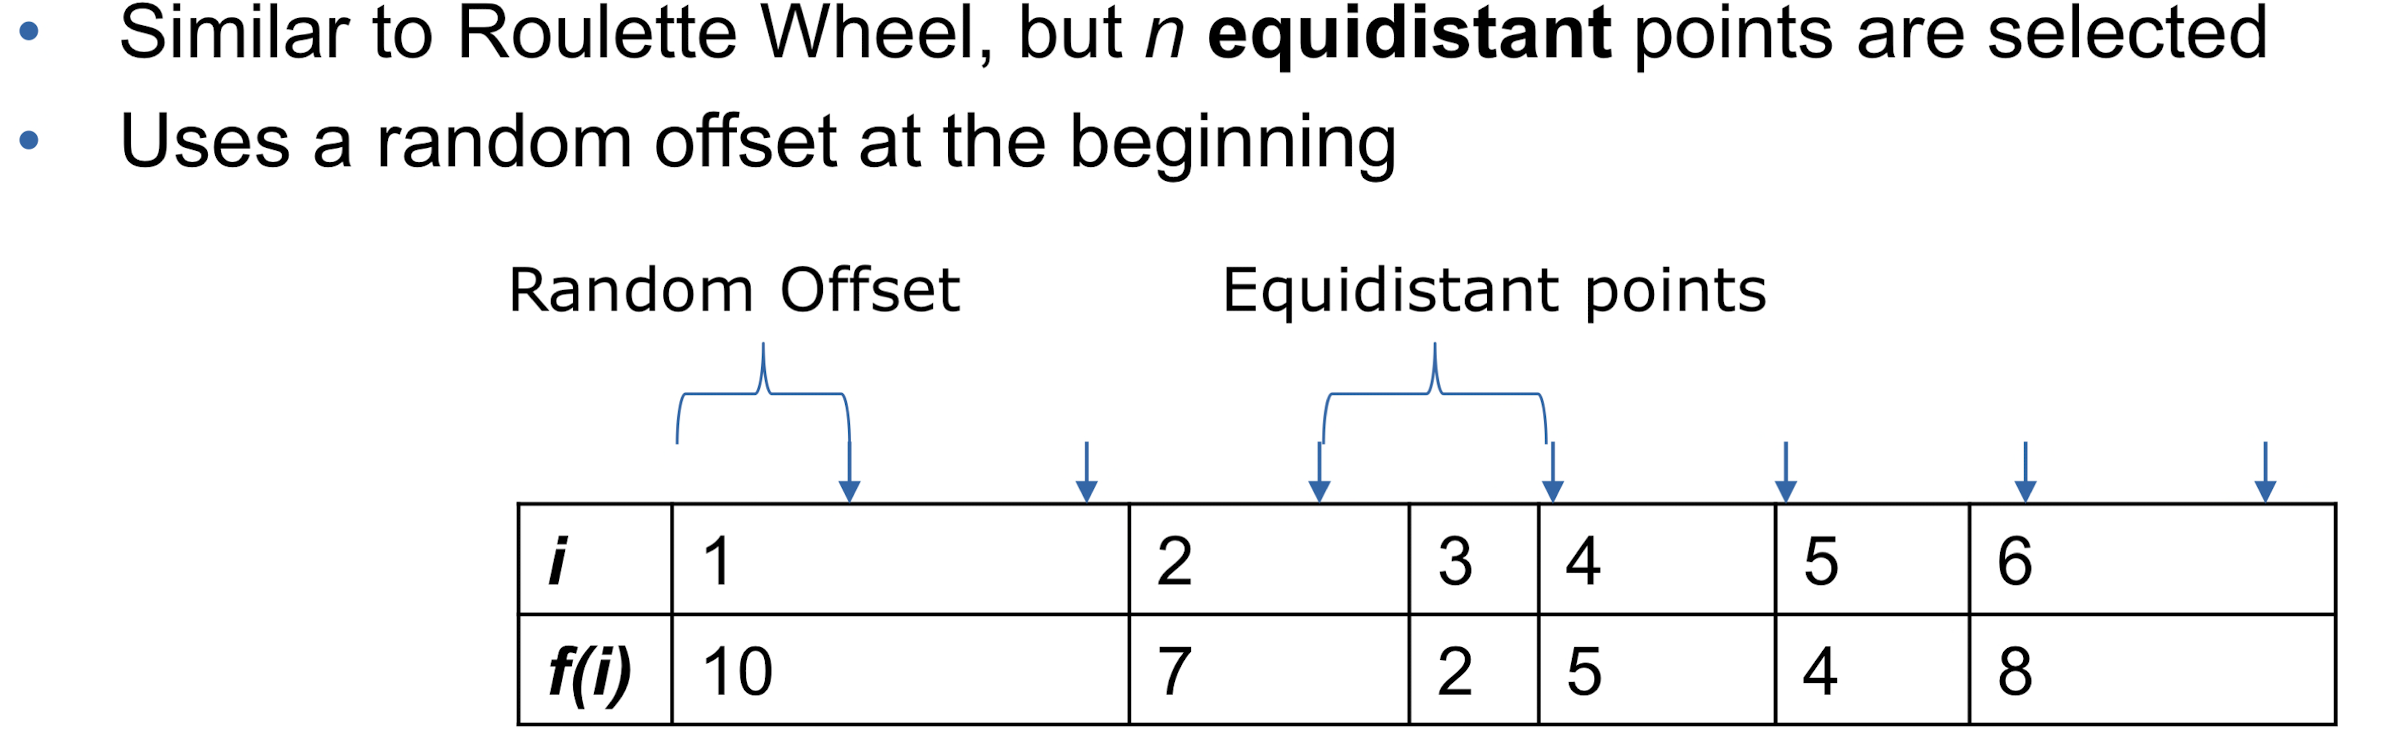 • Similar to Roulette Wheel, but n equidistant points are selected
• Uses a random offset at the beginning
Random Offset Equidistant points
i 1 2 3 4 5 6
f(i) 10 7 2 5 4 8